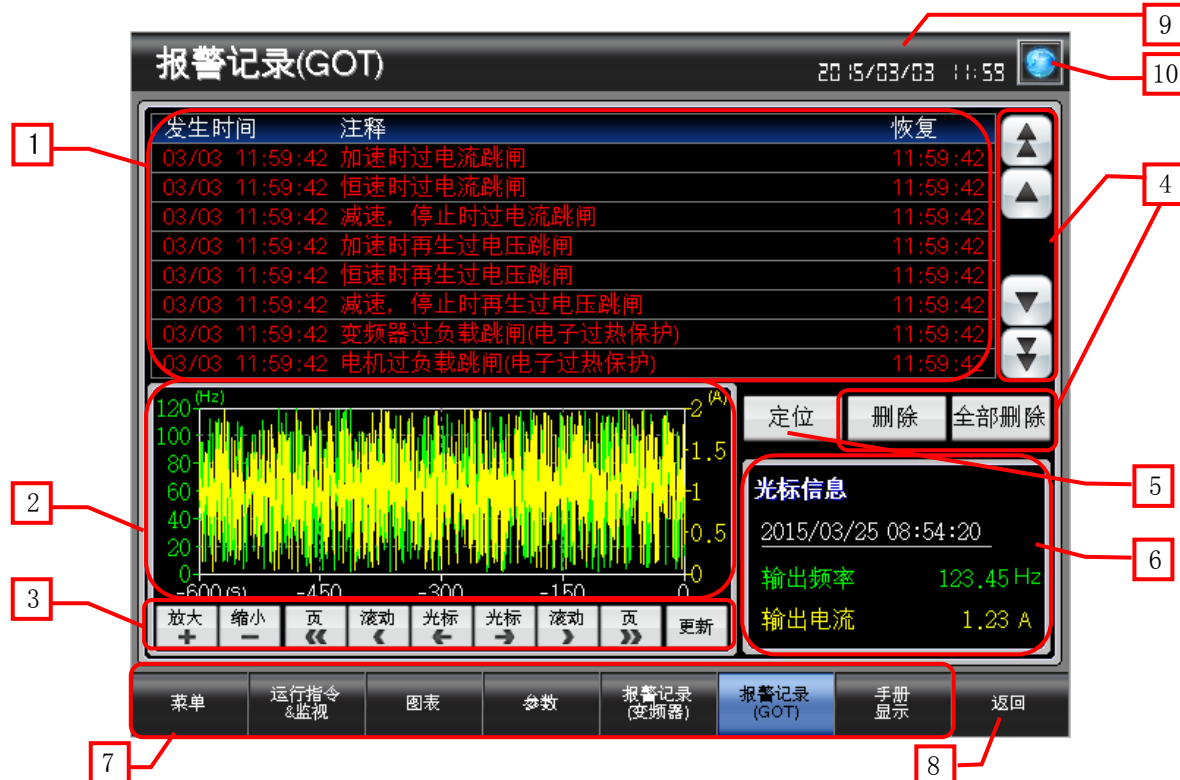 9
报警记录(GOT)
2015/03/03 11:59
10
1
发生时间 注释 恢复
03/03 11:59:42 加速时过电流跳闸 11:59:42
03/03 11:59:42 恒速时过电流跳闸 11:59:42
03/03 11:59:42 减速, 停止时过电流跳闸 11:59:42
03/03 11:59:42 加速时再生过电压跳闸 11:59:42
03/03 11:59:42 恒速时再生过电压跳闸 11:59:42
03/03 11:59:42 减速, 停止时再生过电压跳闸 11:59:42
03/03 11:59:42 变频器过负载跳闸(电子过热保护) 11:59:42
03/03 11:59:42 电机过负载跳闸(电子过热保护) 11:59:42
4
2
(Hz) (A)
120 2
100
80 1.5
60 1
40
20 0.5
0 0
-600(S) -450 -300 -150 0
定位 删除 全部删除
5
光标信息
2015/03/25 08:54:20
输出频率 123.45 Hz
输出电流 1.23 A
6
3
放大 缩小 页 滚动 光标 光标 滚动 页 更新
菜单
运行指令
&监视
图表
参数
报警记录
(变频器)
报警记录
(GOT)
手册
显示
返回
7
8